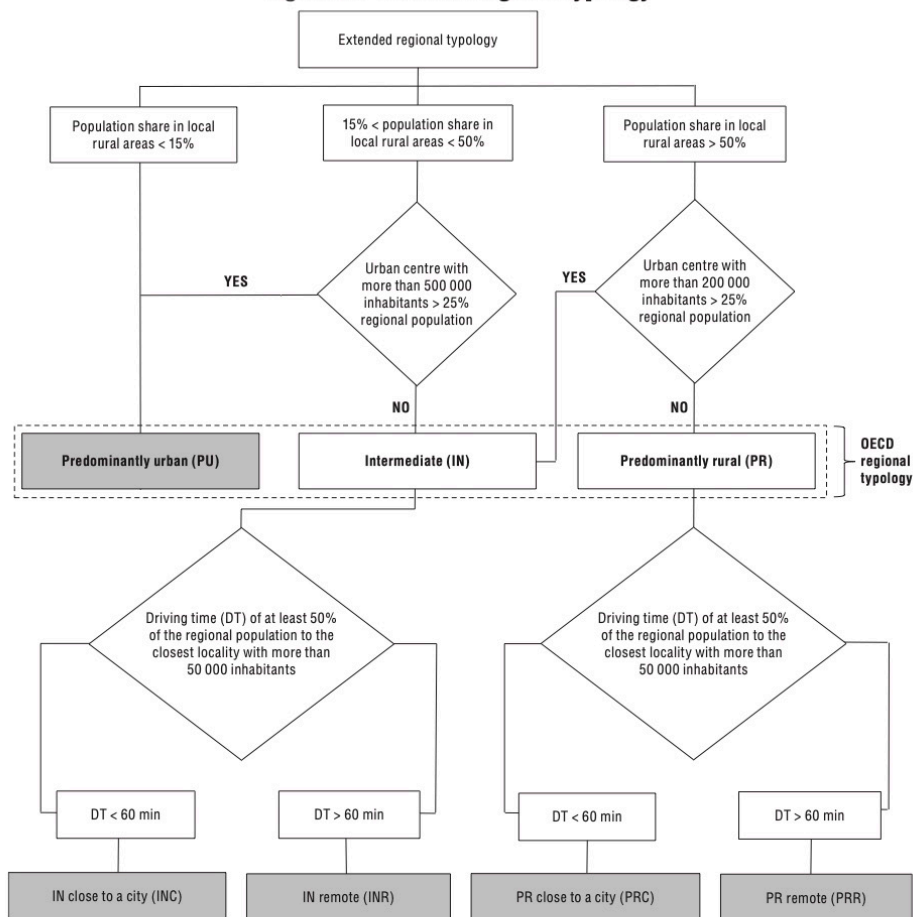 Extended regional typology
Population share in local
rural areas < 15%
15% < population share in
local rural areas < 50%
Population share in local
rural areas > 50%
Urban centre with
more than 500 000
inhabitants > 25%
regional population
YES
Urban centre with
more than 200 000
inhabitants > 25%
regional population
YES
NO
NO
Predominantly urban (PU)
Intermediate (IN)
Predominantly rural (PR)
OECD
regional
typology
Driving time (DT) of at least 50%
of the regional population to the
closest locality with more than
50 000 inhabitants
Driving time (DT) of at least 50%
of the regional population to the
closest locality with more than
50 000 inhabitants
DT < 60 min
DT > 60 min
DT < 60 min
DT > 60 min
IN close to a city (INC)
IN remote (INR)
PR close to a city (PRC)
PR remote (PRR)